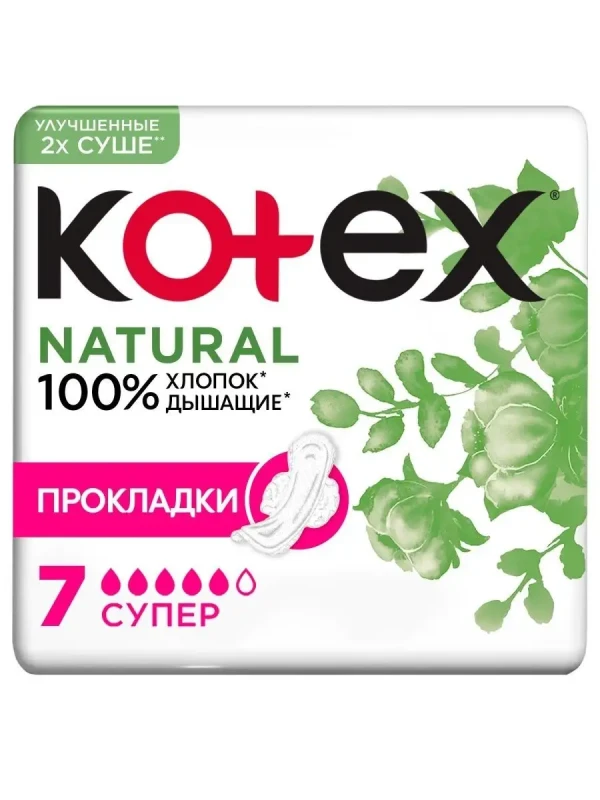 УЛУЧШЕННЫЕ
2х СУШЕ**
Kotex®
NATURAL
100% ХЛОПОК*
ДЫШАЩИЕ*
ПРОКЛАДКИ
7 СУПЕР